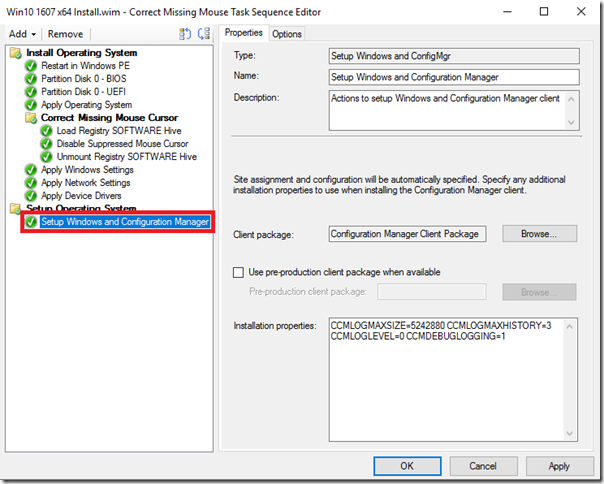 Win10 1607 x64 Install.wim - Correct Missing Mouse Task Sequence Editor
Add
Remove
Install Operating System
Restart in Windows PE
Partition Disk 0 - BIOS
Partition Disk 0 - UEFI
Apply Operating System
Correct Missing Mouse Cursor
Load Registry SOFTWARE Hive
Disable Suppressed Mouse Cursor
Unmount Registry SOFTWARE Hive
Apply Windows Settings
Apply Network Settings
Apply Device Drivers
Setup Operating System
Setup Windows and Configuration Manager
Properties
Options
Type:
Setup Windows and ConfigMgr
Name:
Setup Windows and Configuration Manager
Description:
Actions to setup Windows and Configuration Manager client
Site assignment and configuration will be automatically specified. Specify any additional
installation properties to use when installing the Configuration Manager client.
Client package:
Configuration Manager Client Package
Browse...
Use pre-production client package when available
Pre-production client package:
Browse...
Installation properties:
CCMLOGMAXSIZE=5242880 CCMLOGMAXHISTORY=3
CCMLOGLEVEL=0 CCMDEBUGLOGGING=1
OK
Cancel
Apply